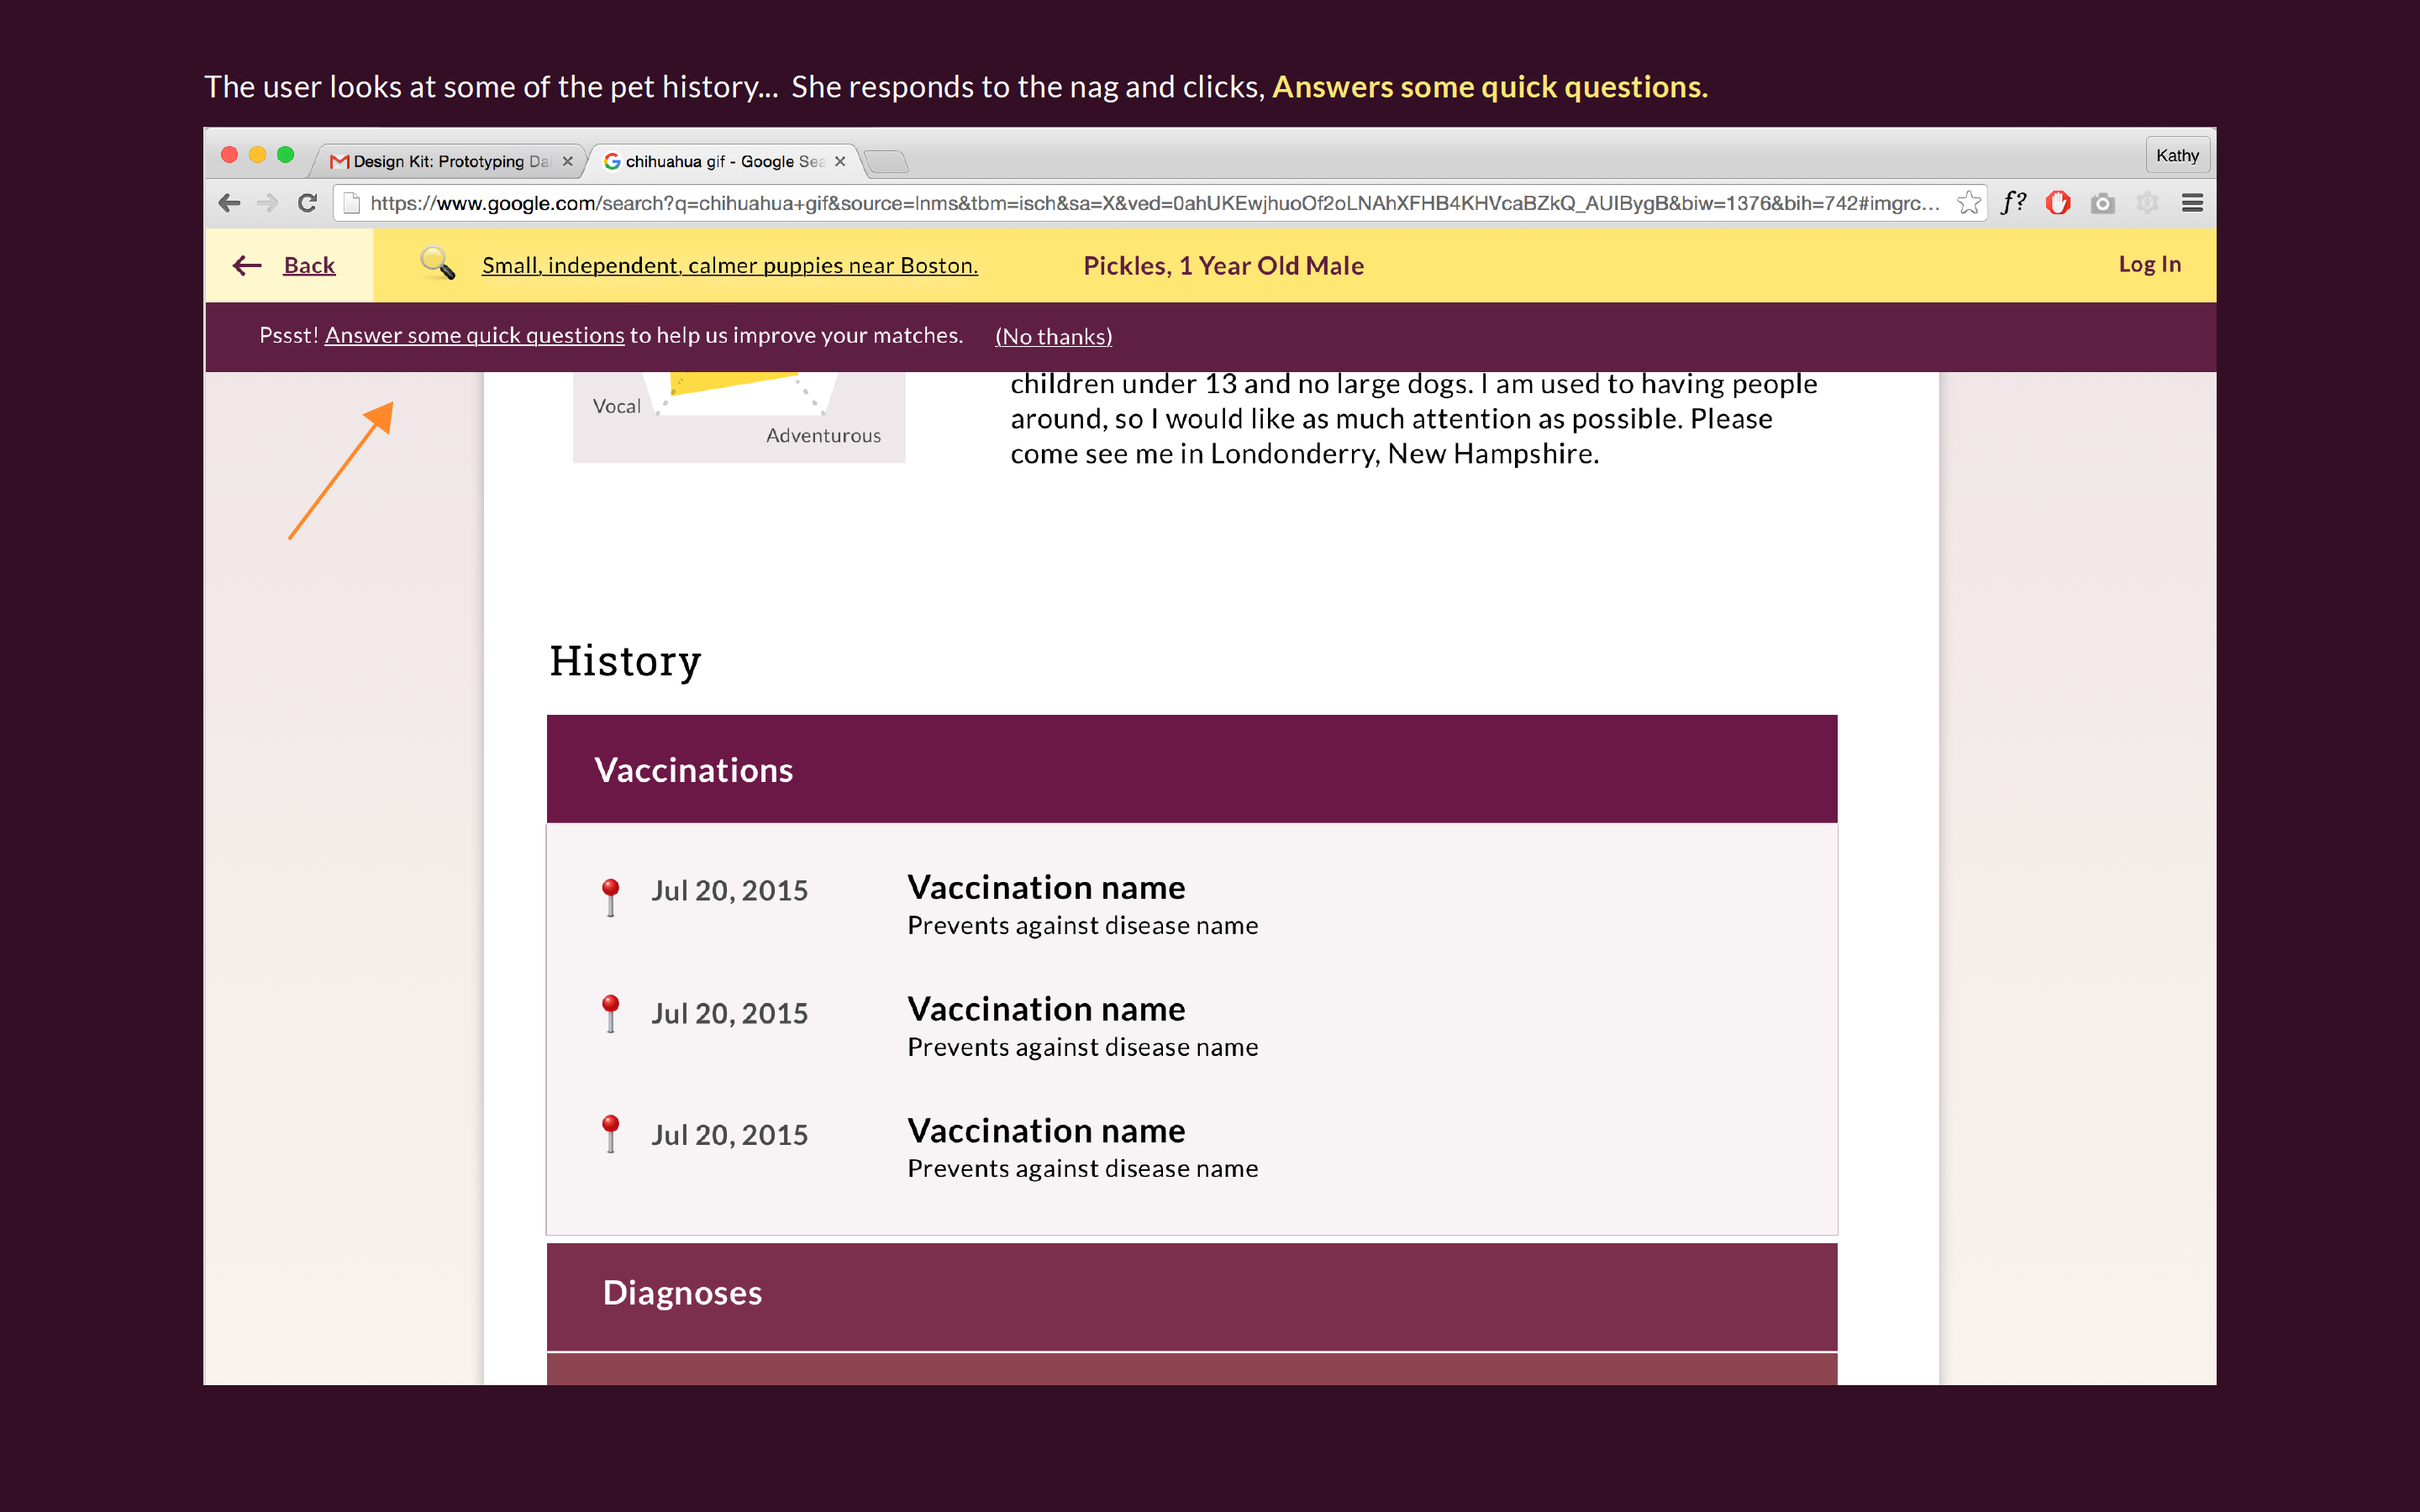 The user looks at some of the pet history... She responds to the nag and clicks, Answers some quick questions.
Design Kit: Prototyping Da
chihuahua gif - Google Sea
Kathy
https://www.google.com/search?q=chihuahua+gif&source=lnms&tbm=isch&sa=X&ved=0ahUKEwjhuoOf2oLNAhXFHB4KHVcaBZkQ_AUIBygB&biw=1376&bih=742#imgrc...
f?
Back
Small, independent, calmer puppies near Boston.
Pickles, 1 Year Old Male
Log In
Pssst! Answer some quick questions to help us improve your matches. (No thanks)
Vocal
Adventurous
children under 13 and no large dogs. I am used to having people
around, so I would like as much attention as possible. Please
come see me in Londonderry, New Hampshire.
History
Vaccinations
Jul 20, 2015
Vaccination name
Prevents against disease name
Jul 20, 2015
Vaccination name
Prevents against disease name
Jul 20, 2015
Vaccination name
Prevents against disease name
Diagnoses